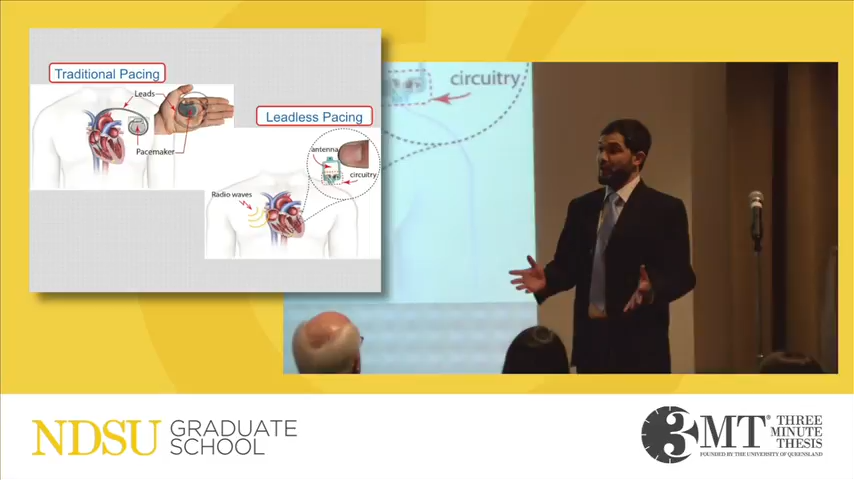 Traditional Pacing
Leads
Pacemaker
Leadless Pacing
antenna
circuitry
Radio waves
circuitry
NDSU GRADUATE
SCHOOL
3MT® THREE
MINUTE
THESIS
FOUNDED BY THE UNIVERSITY OF QUEENSLAND